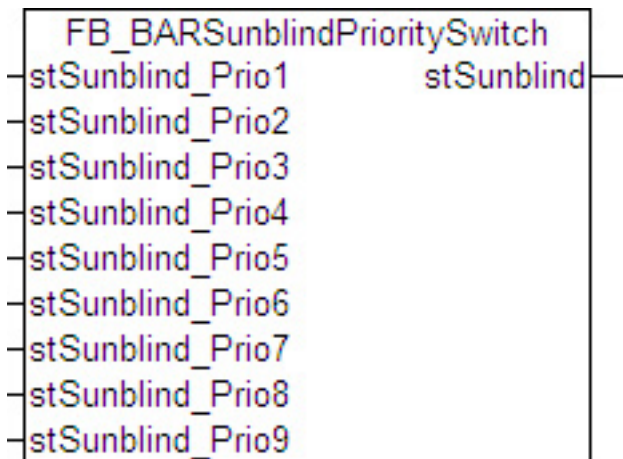 FB_BARSunblindPrioritySwitch
stSunblind_Prio1 stSunblind
stSunblind_Prio2
stSunblind_Prio3
stSunblind_Prio4
stSunblind_Prio5
stSunblind_Prio6
stSunblind_Prio7
stSunblind_Prio8
stSunblind_Prio9